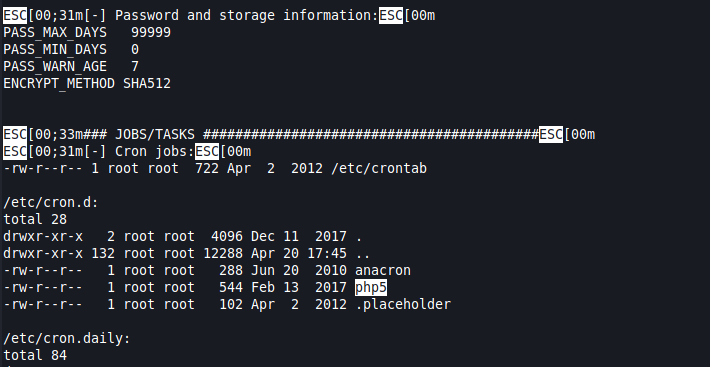 ESC[00;31m[-] Password and storage information:ESC[00m
PASS_MAX_DAYS   99999
PASS_MIN_DAYS   0
PASS_WARN_AGE   7
ENCRYPT_METHOD SHA512
ESC[00;33m### JOBS/TASKS ##########################################ESC[00m
ESC[00;31m[-] Cron jobs:ESC[00m
-rw-r--r-- 1 root root  722 Apr  2  2012 /etc/crontab
/etc/cron.d:
total 28
drwxr-xr-x   2 root root  4096 Dec 11  2017 .
drwxr-xr-x 132 root root 12288 Apr 20 17:45 ..
-rw-r--r--   1 root root   288 Jun 20  2010 anacron
-rw-r--r--   1 root root   544 Feb 13  2017 php5
-rw-r--r--   1 root root   102 Apr  2  2012 .placeholder
/etc/cron.daily:
total 84